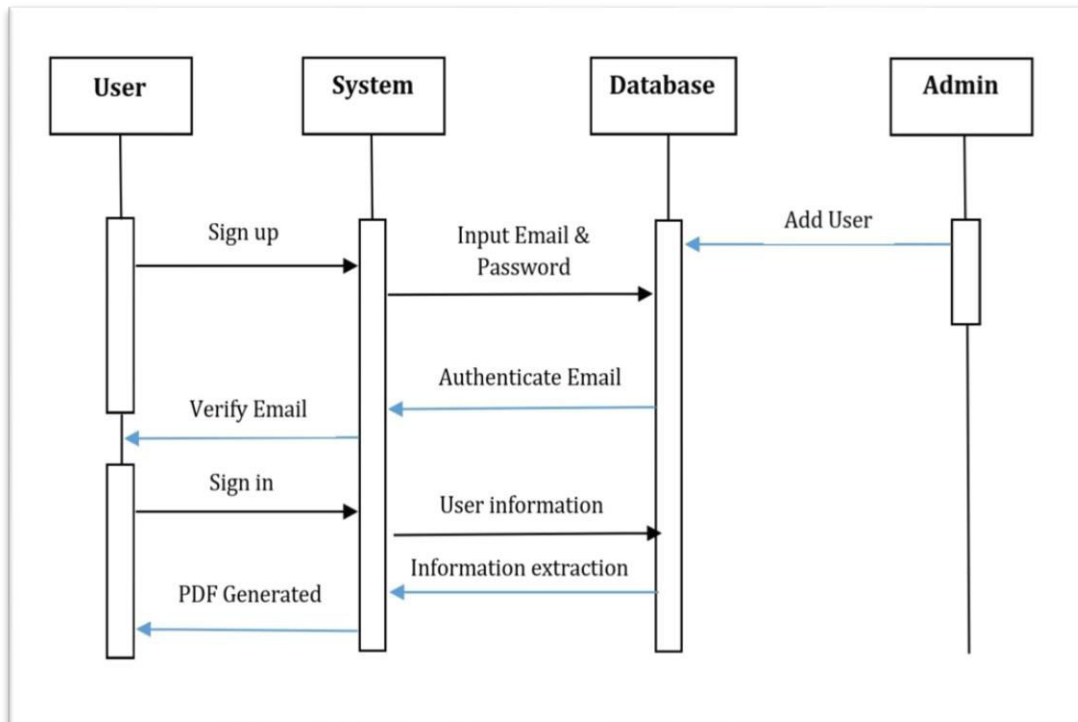 User
System
Database
Admin
Sign up
Input Email &
Password
Add User
Authenticate Email
Verify Email
Sign in
User information
Information extraction
PDF Generated